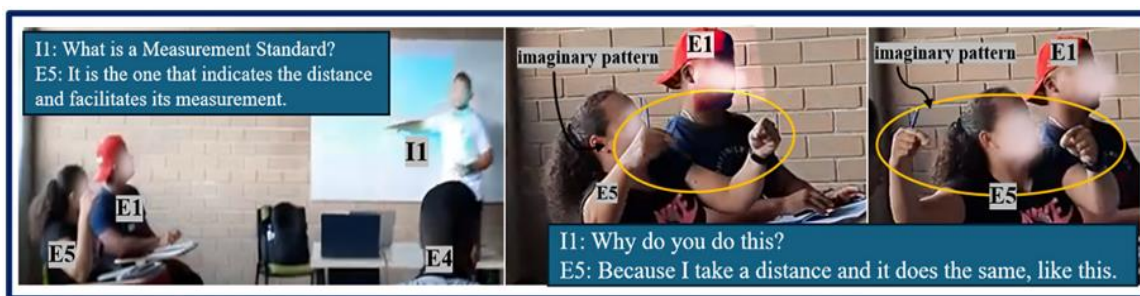 I1: What is a Measurement Standard?
E5: It is the one that indicates the distance
and facilitates its measurement.
I1
E1
E5
E4
imaginary pattern
E1
E5
imaginary pattern
E1
E5
I1: Why do you do this?
E5: Because I take a distance and it does the same, like this.